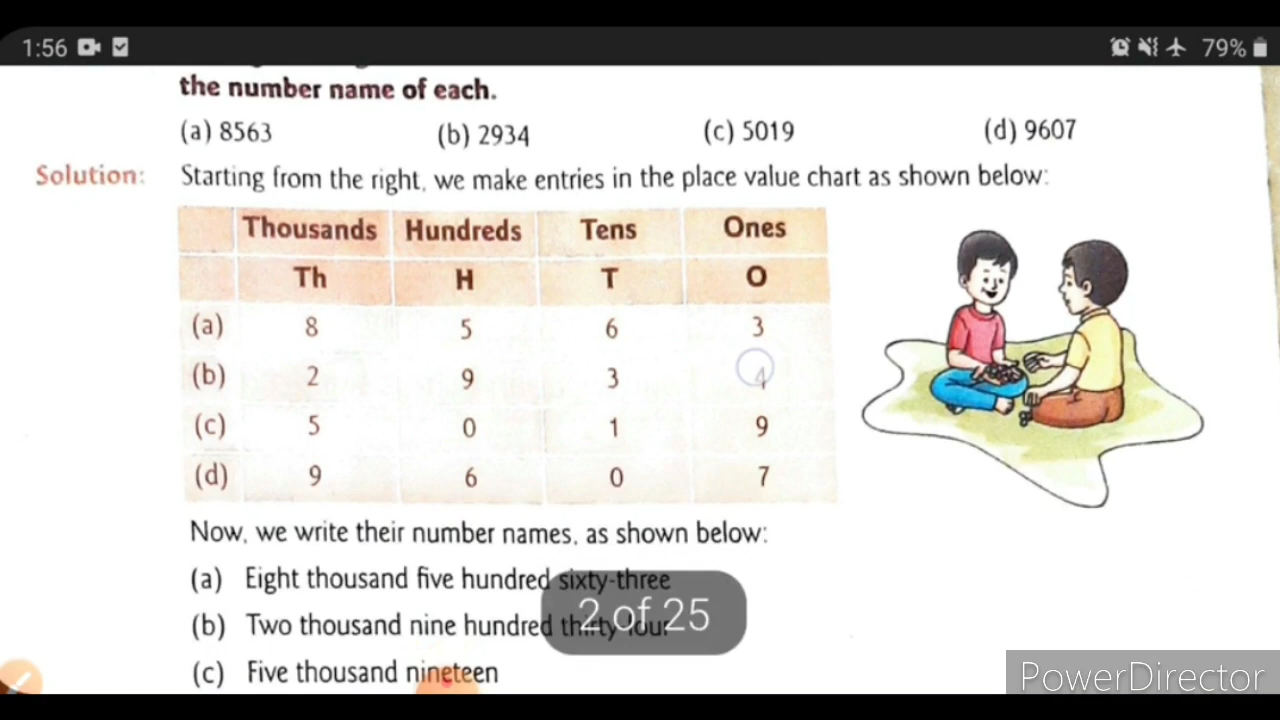 1:56
79%
the number name of each.
(a) 8563 (b) 2934 (c) 5019 (d) 9607
Solution: Starting from the right, we make entries in the place value chart as shown below:
Thousands Hundreds Tens Ones
Th H T O
(a) 8 5 6 3
(b) 2 9 3 4
(c) 5 0 1 9
(d) 9 6 0 7
Now, we write their number names, as shown below:
(a) Eight thousand five hundred sixty-three
(b) Two thousand nine hundred thirty four
2 of 25
(c) Five thousand nineteen
PowerDirector